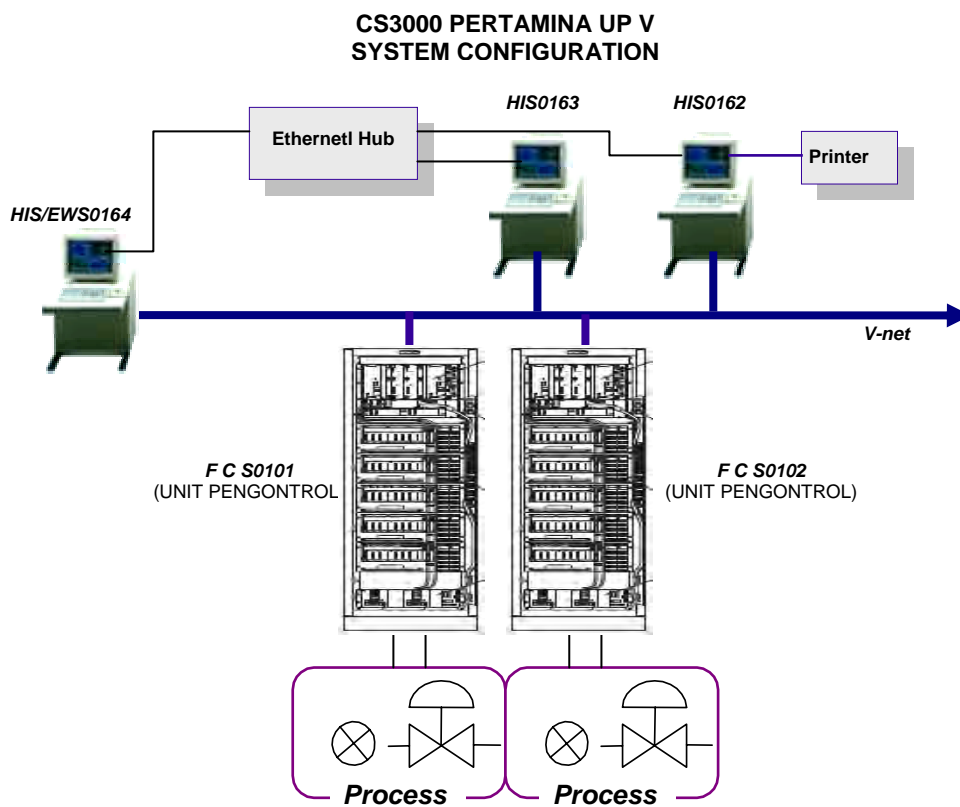 CS3000 PERTAMINA UP V
SYSTEM CONFIGURATION
HIS0163
HIS0162
Ethernetl Hub
Printer
HIS/EWS0164
V-net
F C S0101
(UNIT PENGONTROL
F C S0102
(UNIT PENGONTROL)
Process
Process